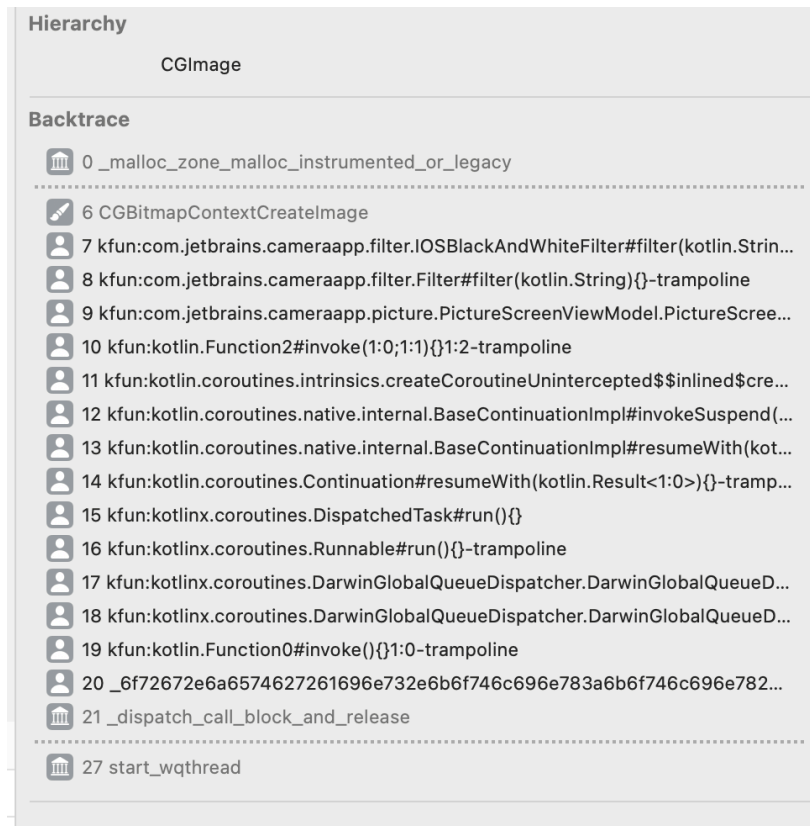 Hierarchy
CGImage
Backtrace
0 _malloc_zone_malloc_instrumented_or_legacy
6 CGBitmapContextCreateImage
7 kfun:com.jetbrains.cameraapp.filter.IOSBlackAndWhiteFilter#filter(kotlin.Strin...
8 kfun:com.jetbrains.cameraapp.filter.Filter#filter(kotlin.String){}-trampoline
9 kfun:com.jetbrains.cameraapp.picture.PictureScreenViewModel.PictureScree...
10 kfun:kotlin.Function2#invoke(1:0;1:1){}1:2-trampoline
11 kfun:kotlin.coroutines.intrinsics.createCoroutineUnintercepted$$inlined$cre...
12 kfun:kotlin.coroutines.native.internal.BaseContinuationImpl#invokeSuspend(...
13 kfun:kotlin.coroutines.native.internal.BaseContinuationImpl#resumeWith(kot...
14 kfun:kotlin.coroutines.Continuation#resumeWith(kotlin.Result<1:0>){}-tramp...
15 kfun:kotlinx.coroutines.DispatchedTask#run(){}
16 kfun:kotlinx.coroutines.Runnable#run(){}-trampoline
17 kfun:kotlinx.coroutines.DarwinGlobalQueueDispatcher.DarwinGlobalQueueD...
18 kfun:kotlinx.coroutines.DarwinGlobalQueueDispatcher.DarwinGlobalQueueD...
19 kfun:kotlin.Function0#invoke(){}1:0-trampoline
20 _6f72672e6a6574627261696e732e6b6f746c696e783a6b6f746c696e782...
21 _dispatch_call_block_and_release
27 start_wqthread